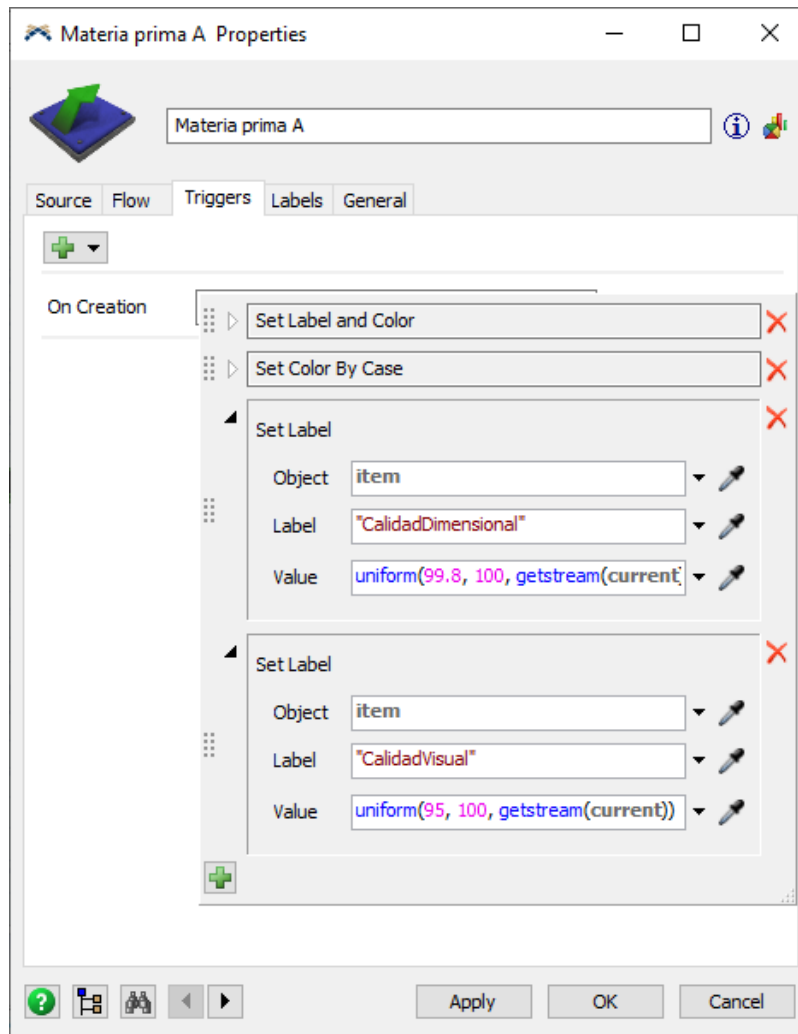 Materia prima A Properties
Materia prima A
Source Flow Triggers Labels General
On Creation
Set Label and Color
Set Color By Case
Set Label
Object item
Label "CalidadDimensional"
Value uniform(99.8, 100, getstream(current)
Set Label
Object item
Label "CalidadVisual"
Value uniform(95, 100, getstream(current))
Apply OK Cancel